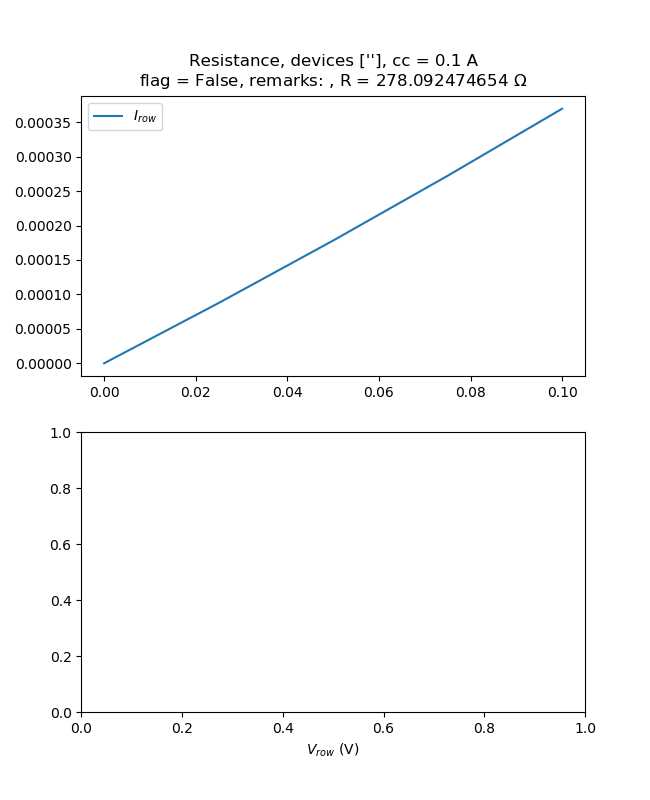 Resistance, devices [''], cc = 0.1 A
flag = False, remarks: , R = 278.092474654 Ω
I_row
0.00035
0.00030
0.00025
0.00020
0.00015
0.00010
0.00005
0.00000
0.00 0.02 0.04 0.06 0.08 0.10
1.0
0.8
0.6
0.4
0.2
0.0
0.0 0.2 0.4 0.6 0.8 1.0
V_row (V)